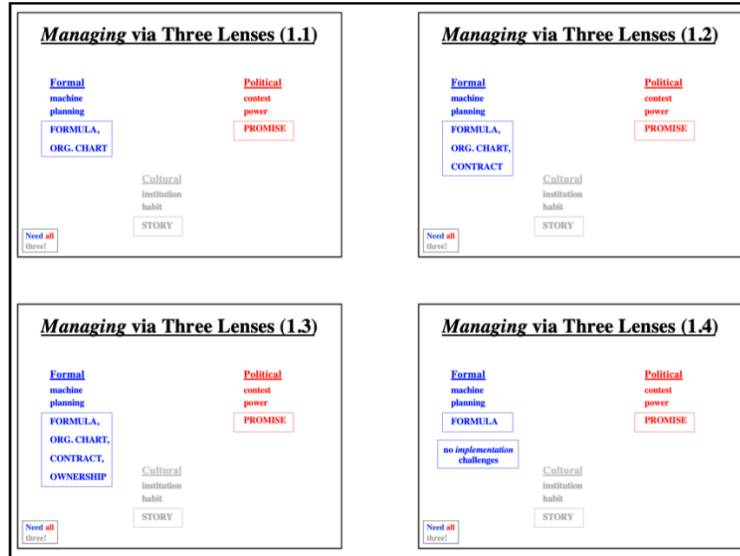 Managing via Three Lenses (1.1)
Formal
machine
planning
FORMULA,
ORG. CHART
Political
contest
power
PROMISE
Cultural
institution
habit
STORY
Need all
three!
Managing via Three Lenses (1.2)
Formal
machine
planning
FORMULA,
ORG. CHART,
CONTRACT
Political
contest
power
PROMISE
Cultural
institution
habit
STORY
Need all
three!
Managing via Three Lenses (1.3)
Formal
machine
planning
FORMULA,
ORG. CHART,
CONTRACT,
OWNERSHIP
Political
contest
power
PROMISE
Cultural
institution
habit
STORY
Need all
three!
Managing via Three Lenses (1.4)
Formal
machine
planning
FORMULA
no implementation
challenges
Political
contest
power
PROMISE
Cultural
institution
habit
STORY
Need all
three!